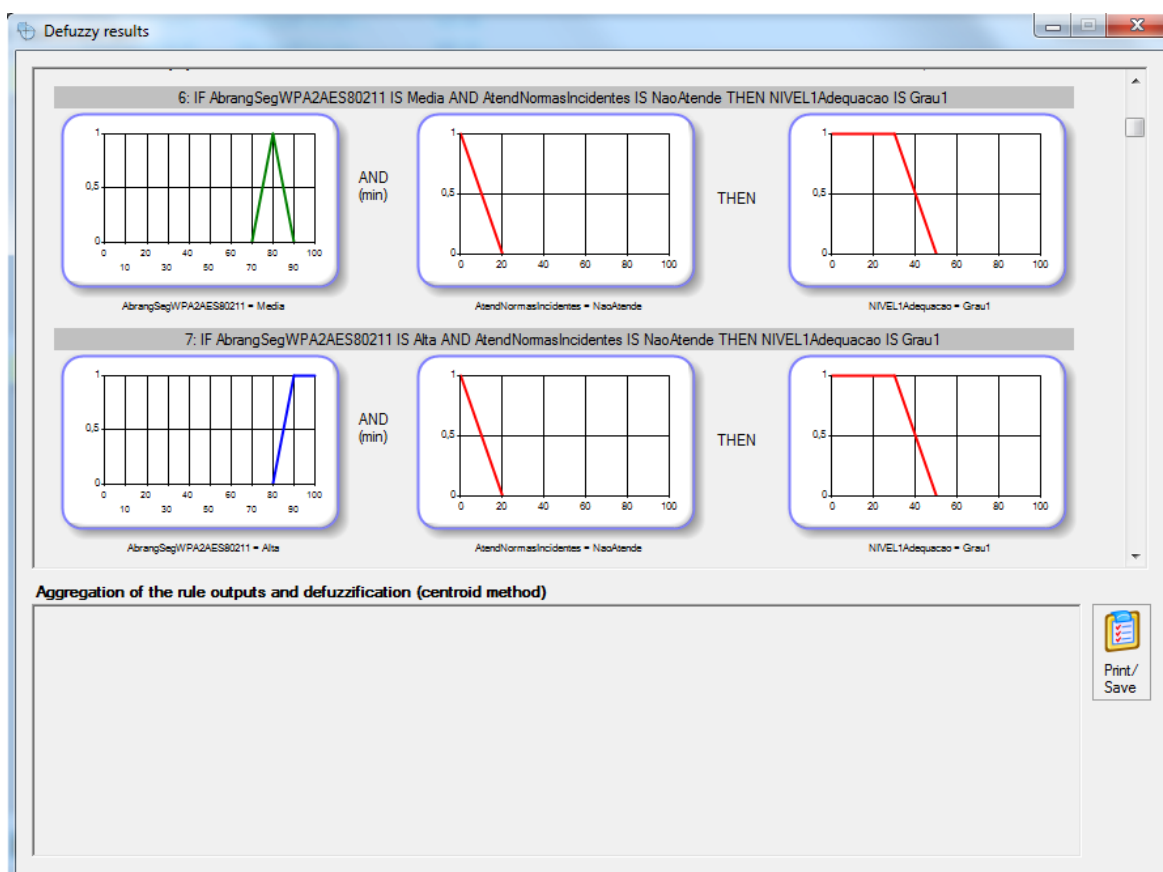 Defuzzy results
6: IF AbrangSegWPA2AES80211 IS Media AND AtendNormasIncidentes IS NaoAtende THEN NIVEL1Adequacao IS Grau1
1
0,5
0
0 20 40 60 80 100
10 30 50 70 90
AbrangSegWPA2AES80211 = Media
AND
(min)
1
0,5
0
0 20 40 60 80 100
AtendNormasIncidentes = NaoAtende
THEN
1
0,5
0
0 20 40 60 80 100
NIVEL1Adequacao = Grau1
7: IF AbrangSegWPA2AES80211 IS Alta AND AtendNormasIncidentes IS NaoAtende THEN NIVEL1Adequacao IS Grau1
1
0,5
0
0 20 40 60 80 100
10 30 50 70 90
AbrangSegWPA2AES80211 = Alta
AND
(min)
1
0,5
0
0 20 40 60 80 100
AtendNormasIncidentes = NaoAtende
THEN
1
0,5
0
0 20 40 60 80 100
NIVEL1Adequacao = Grau1
Aggregation of the rule outputs and defuzzification (centroid method)
Print/
Save